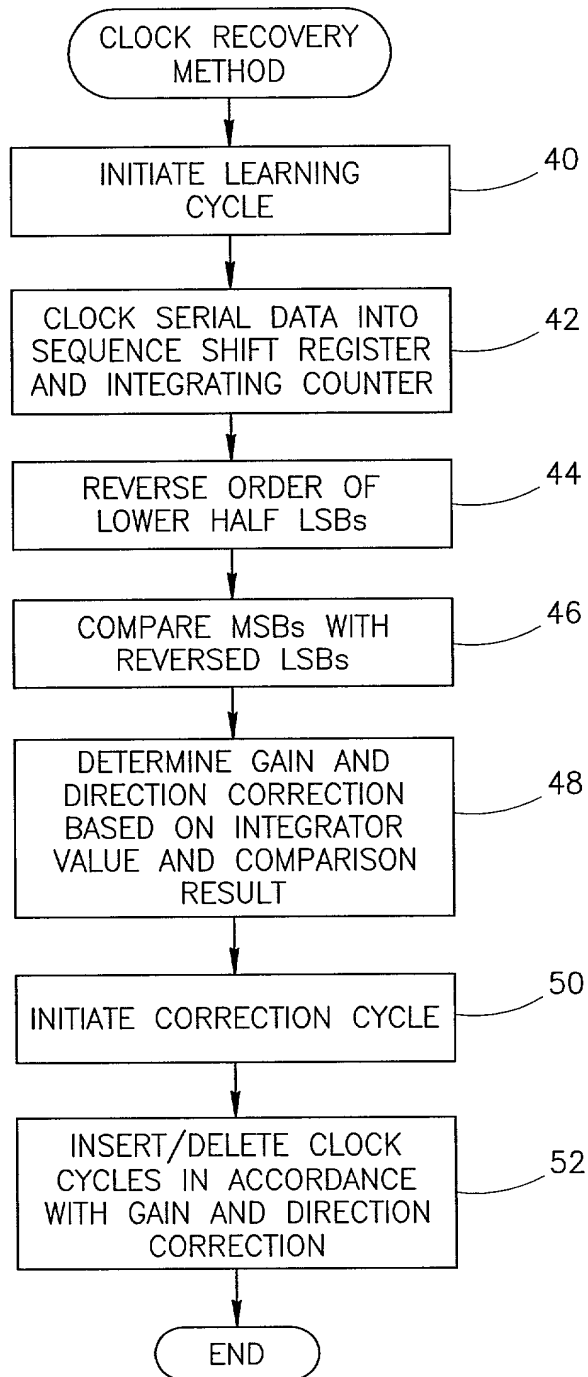 CLOCK RECOVERY
METHOD
INITIATE LEARNING
CYCLE
40
CLOCK SERIAL DATA INTO
SEQUENCE SHIFT REGISTER
AND INTEGRATING COUNTER
42
REVERSE ORDER OF
LOWER HALF LSBs
44
COMPARE MSBs WITH
REVERSED LSBs
46
DETERMINE GAIN AND
DIRECTION CORRECTION
BASED ON INTEGRATOR
VALUE AND COMPARISON
RESULT
48
INITIATE CORRECTION CYCLE
50
INSERT/DELETE CLOCK
CYCLES IN ACCORDANCE
WITH GAIN AND DIRECTION
CORRECTION
52
END